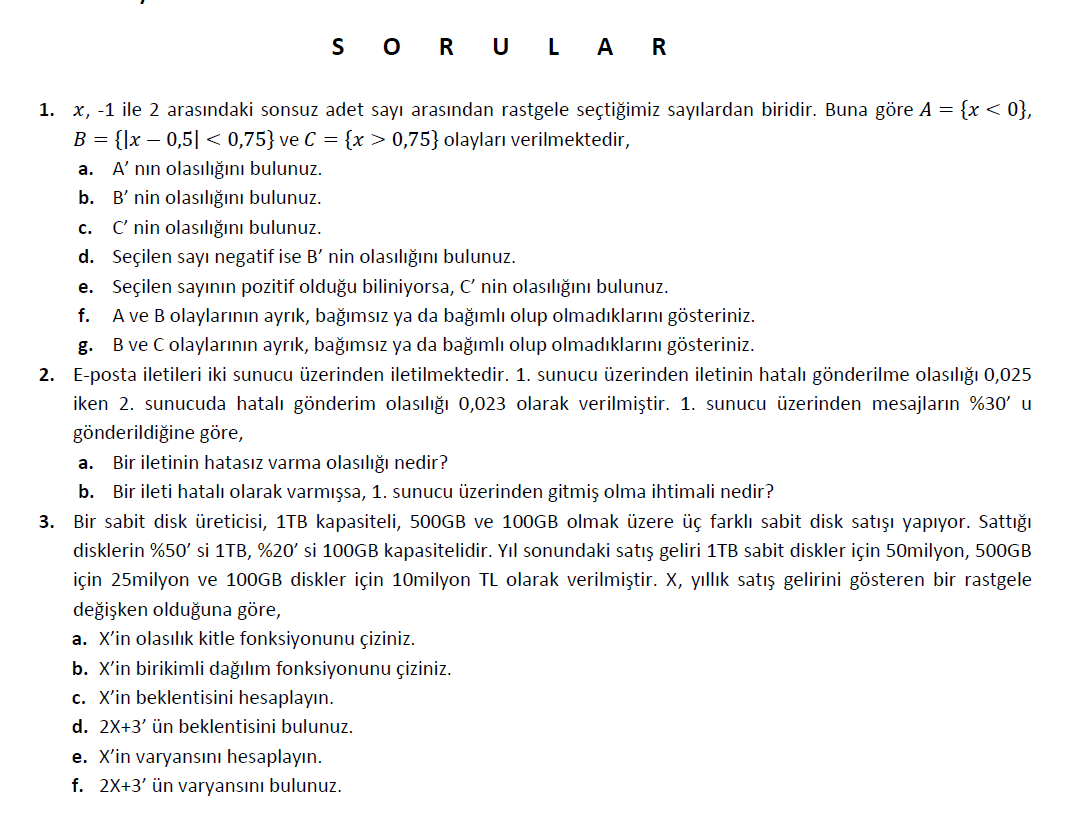 S O R U L A R
1. x, -1 ile 2 arasındaki sonsuz adet sayı arasından rastgele seçtiğimiz sayılardan biridir. Buna göre A = {x < 0},
B = {|x − 0,5| < 0,75} ve C = {x > 0,75} olayları verilmektedir,
a. A’ nın olasılığını bulunuz.
b. B’ nin olasılığını bulunuz.
c. C’ nin olasılığını bulunuz.
d. Seçilen sayı negatif ise B’ nin olasılığını bulunuz.
e. Seçilen sayının pozitif olduğu biliniyorsa, C’ nin olasılığını bulunuz.
f. A ve B olaylarının ayrık, bağımsız ya da bağımlı olup olmadıklarını gösteriniz.
g. B ve C olaylarının ayrık, bağımsız ya da bağımlı olup olmadıklarını gösteriniz.
2. E-posta iletileri iki sunucu üzerinden iletilmektedir. 1. sunucu üzerinden iletinin hatalı gönderilme olasılığı 0,025
iken 2. sunucuda hatalı gönderim olasılığı 0,023 olarak verilmiştir. 1. sunucu üzerinden mesajların %30’ u
gönderildiğine göre,
a. Bir iletinin hatasız varma olasılığı nedir?
b. Bir ileti hatalı olarak varmışsa, 1. sunucu üzerinden gitmiş olma ihtimali nedir?
3. Bir sabit disk üreticisi, 1TB kapasiteli, 500GB ve 100GB olmak üzere üç farklı sabit disk satışı yapıyor. Sattığı
disklerin %50’ si 1TB, %20’ si 100GB kapasitelidir. Yıl sonundaki satış geliri 1TB sabit diskler için 50milyon, 500GB
için 25milyon ve 100GB diskler için 10milyon TL olarak verilmiştir. X, yıllık satış gelirini gösteren bir rastgele
değişken olduğuna göre,
a. X’in olasılık kitle fonksiyonunu çiziniz.
b. X’in birikimli dağılım fonksiyonunu çiziniz.
c. X’in beklentisini hesaplayın.
d. 2X+3’ ün beklentisini bulunuz.
e. X’in varyansını hesaplayın.
f. 2X+3’ ün varyansını bulunuz.